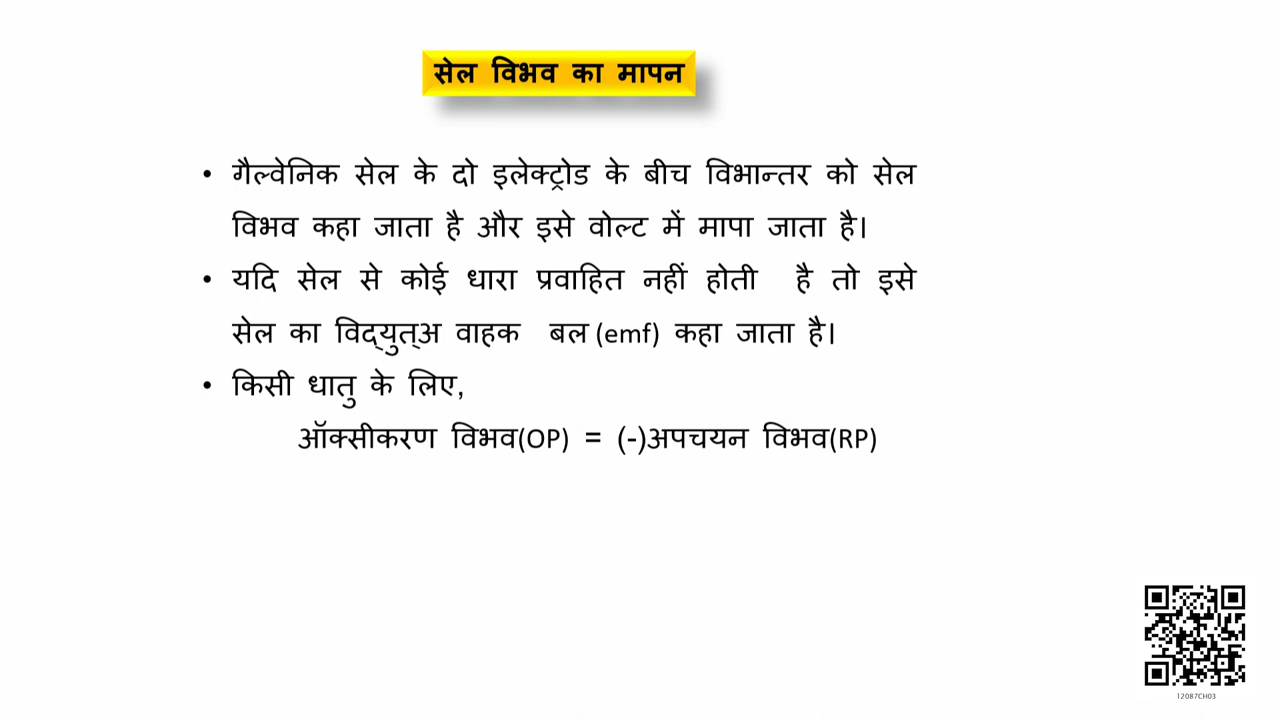 सेल विभव का मापन
• गैल्वेनिक सेल के दो इलेक्ट्रोड के बीच विभान्तर को सेल
विभव कहा जाता है और इसे वोल्ट में मापा जाता है।
• यदि सेल से कोई धारा प्रवाहित नहीं होती है तो इसे
सेल का विद्‌युत्अ वाहक बल (emf) कहा जाता है।
• किसी धातु के लिए,
ऑक्सीकरण विभव(OP) = (-)अपचयन विभव(RP)
12087CH03